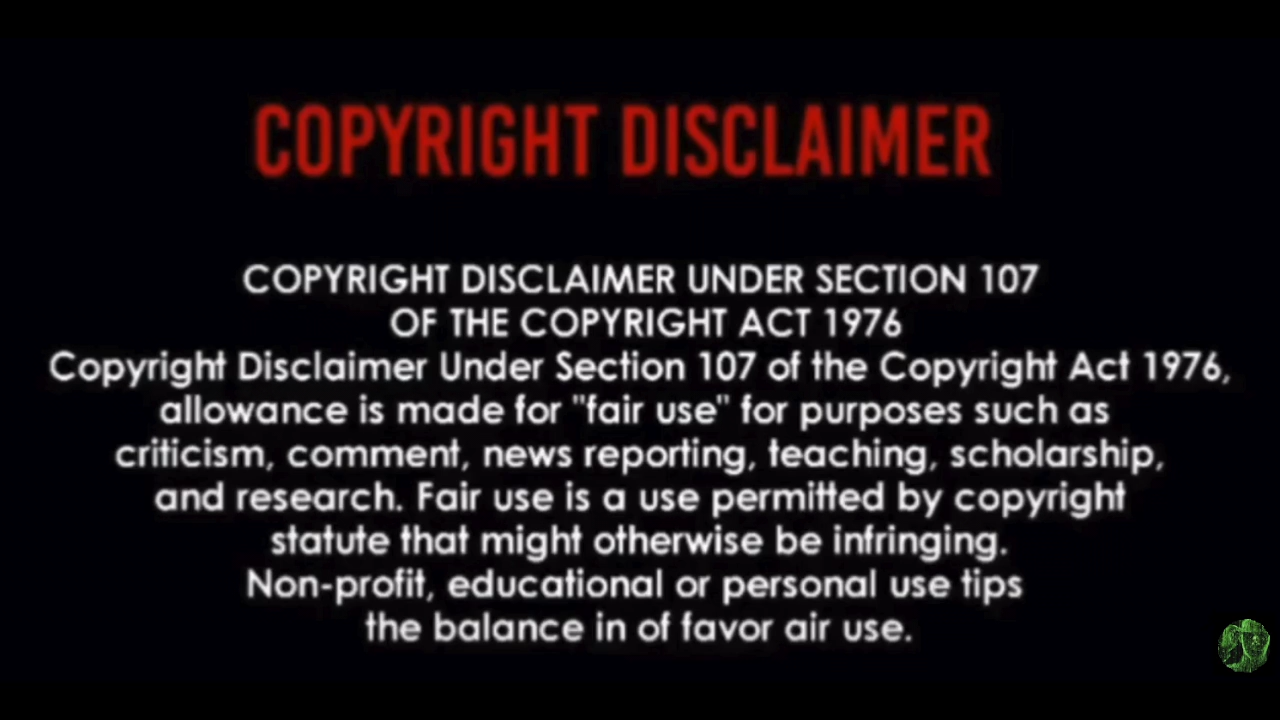 COPYRIGHT DISCLAIMER
COPYRIGHT DISCLAIMER UNDER SECTION 107
OF THE COPYRIGHT ACT 1976
Copyright Disclaimer Under Section 107 of the Copyright Act 1976,
allowance is made for "fair use" for purposes such as
criticism, comment, news reporting, teaching, scholarship,
and research. Fair use is a use permitted by copyright
statute that might otherwise be infringing.
Non-profit, educational or personal use tips
the balance in of favor air use.